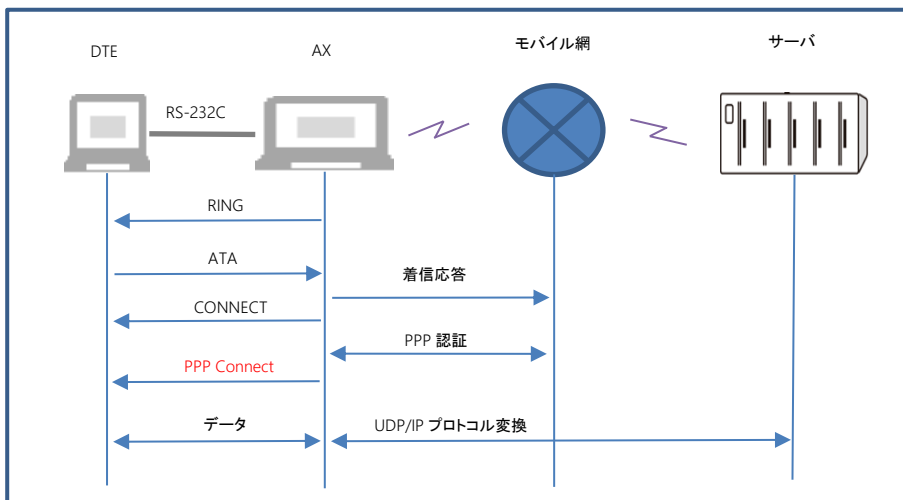 DTE
AX
モバイル網
サーバ
RS-232C
RING
ATA
着信応答
CONNECT
PPP 認証
PPP Connect
データ
UDP/IP プロトコル変換